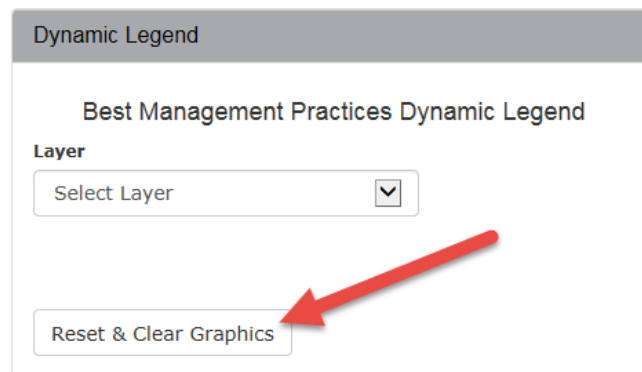 Dynamic Legend
Best Management Practices Dynamic Legend
Layer
Select Layer
Reset & Clear Graphics